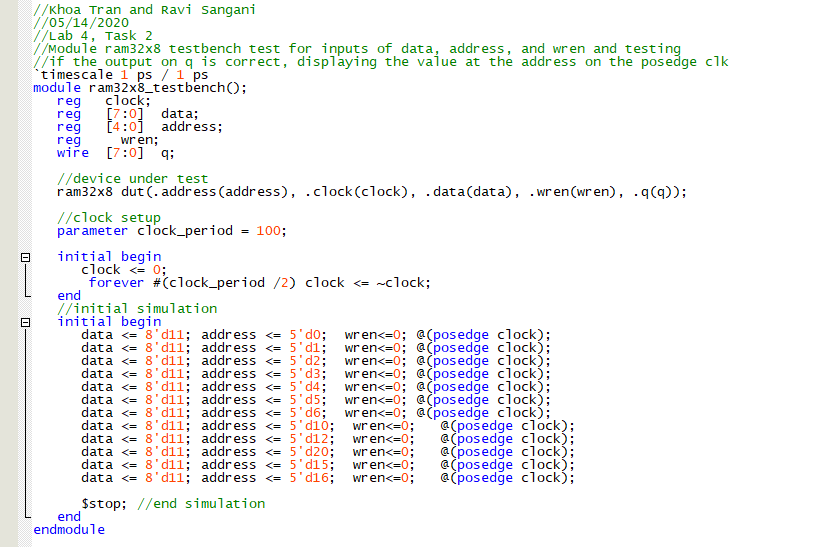 //Khoa Tran and Ravi Sangani
//05/14/2020
//Lab 4, Task 2
//Module ram32x8 testbench test for inputs of data, address, and wren and testing
//if the output on q is correct, displaying the value at the address on the posedge clk
`timescale 1 ps / 1 ps
module ram32x8_testbench();
reg clock;
reg [7:0] data;
reg [4:0] address;
reg wren;
wire [7:0] q;
//device under test
ram32x8 dut(.address(address), .clock(clock), .data(data), .wren(wren), .q(q));
//clock setup
parameter clock_period = 100;
initial begin
clock <= 0;
forever #(clock_period /2) clock <= ~clock;
end
//initial simulation
initial begin
data <= 8'd11; address <= 5'd0; wren<=0; @(posedge clock);
data <= 8'd11; address <= 5'd1; wren<=0; @(posedge clock);
data <= 8'd11; address <= 5'd2; wren<=0; @(posedge clock);
data <= 8'd11; address <= 5'd3; wren<=0; @(posedge clock);
data <= 8'd11; address <= 5'd4; wren<=0; @(posedge clock);
data <= 8'd11; address <= 5'd5; wren<=0; @(posedge clock);
data <= 8'd11; address <= 5'd6; wren<=0; @(posedge clock);
data <= 8'd11; address <= 5'd10; wren<=0; @(posedge clock);
data <= 8'd11; address <= 5'd12; wren<=0; @(posedge clock);
data <= 8'd11; address <= 5'd20; wren<=0; @(posedge clock);
data <= 8'd11; address <= 5'd15; wren<=0; @(posedge clock);
data <= 8'd11; address <= 5'd16; wren<=0; @(posedge clock);
$stop; //end simulation
end
endmodule